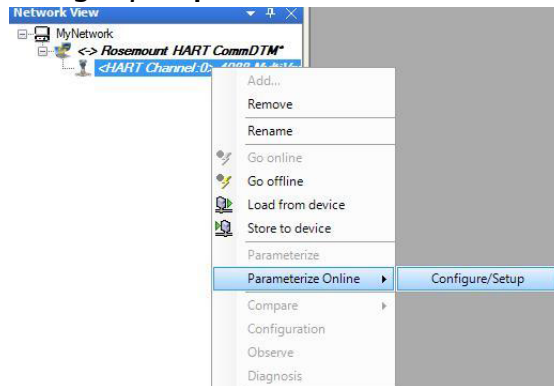 Network View
MyNetwork
<-> Rosemount HART CommDTM*
<HART Channel:0>
Add...
Remove
Rename
Go online
Go offline
Load from device
Store to device
Parameterize
Parameterize Online
Configure/Setup
Compare
Configuration
Observe
Diagnosis